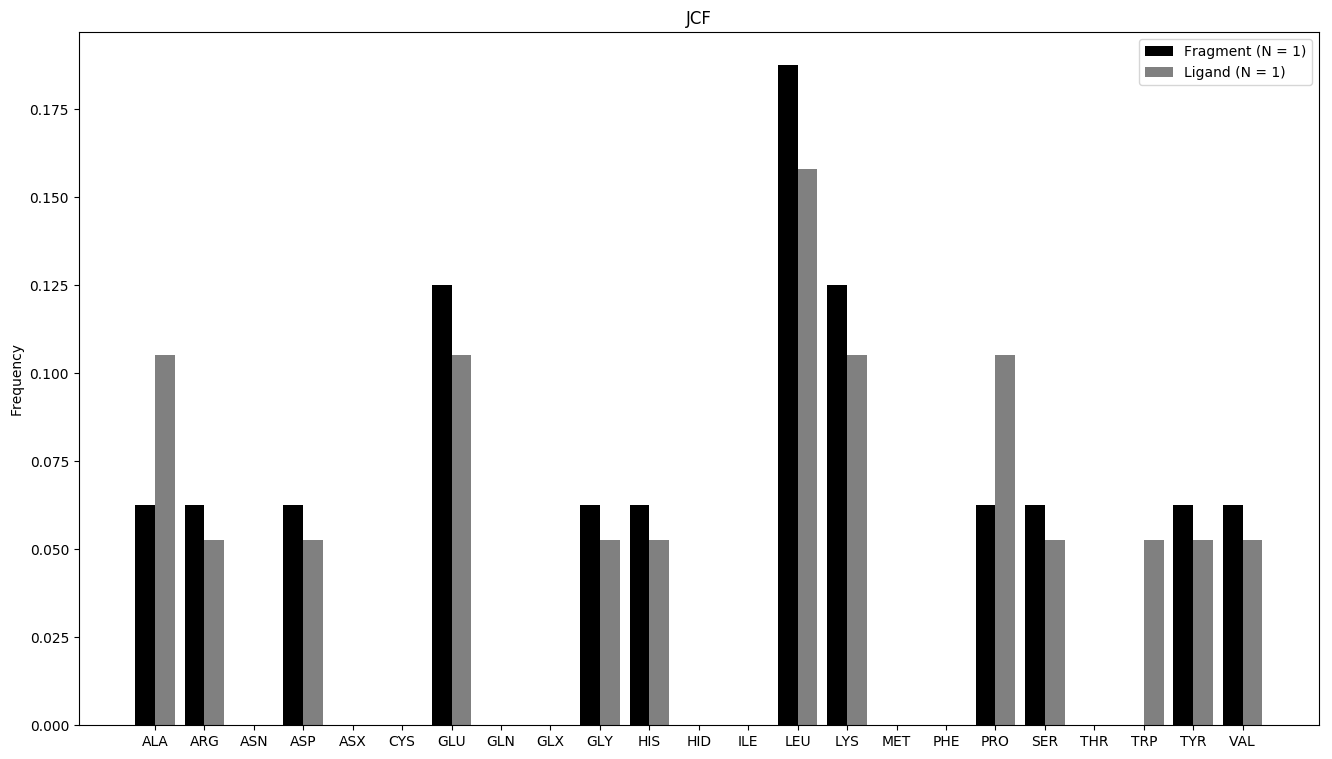 JCF
Fragment (N = 1)
Ligand (N = 1)
Frequency
0.175
0.150
0.125
0.100
0.075
0.050
0.025
0.000
ALA ARG ASN ASP ASX CYS GLU GLN GLX GLY HIS HID ILE LEU LYS MET PHE PRO SER THR TRP TYR VAL